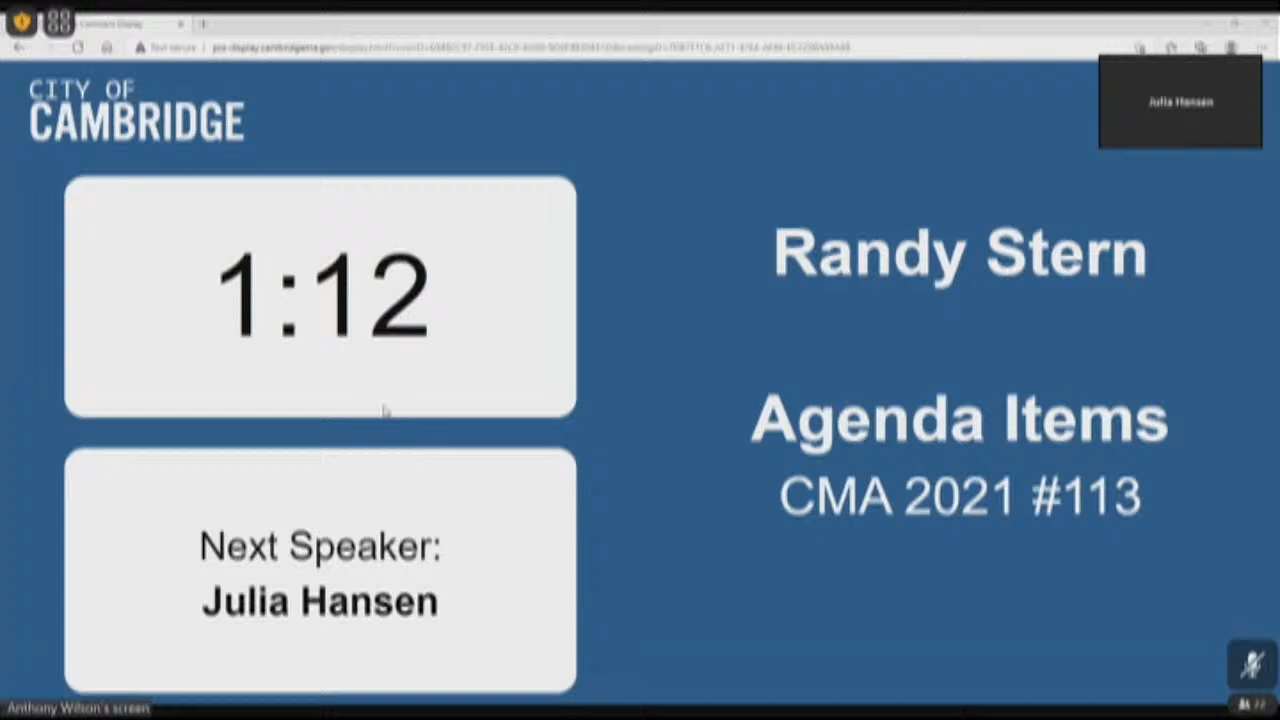 CITY OF
CAMBRIDGE
Julia Hansen
1:12
Randy Stern
Agenda Items
CMA 2021 #113
Next Speaker:
Julia Hansen
Anthony Wilson's screen